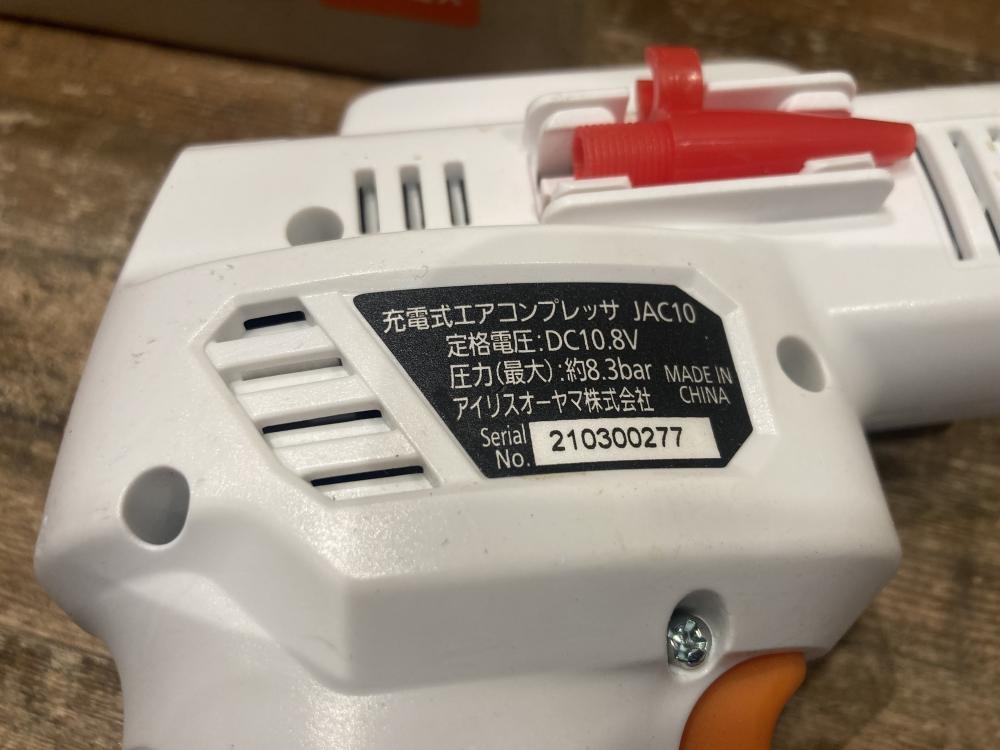 充電式エアコンプレッサ JAC10
定格電圧:DC10.8V
圧力(最大):約8.3bar
アイリスオーヤマ株式会社
MADE IN
CHINA
Serial
No.
210300277